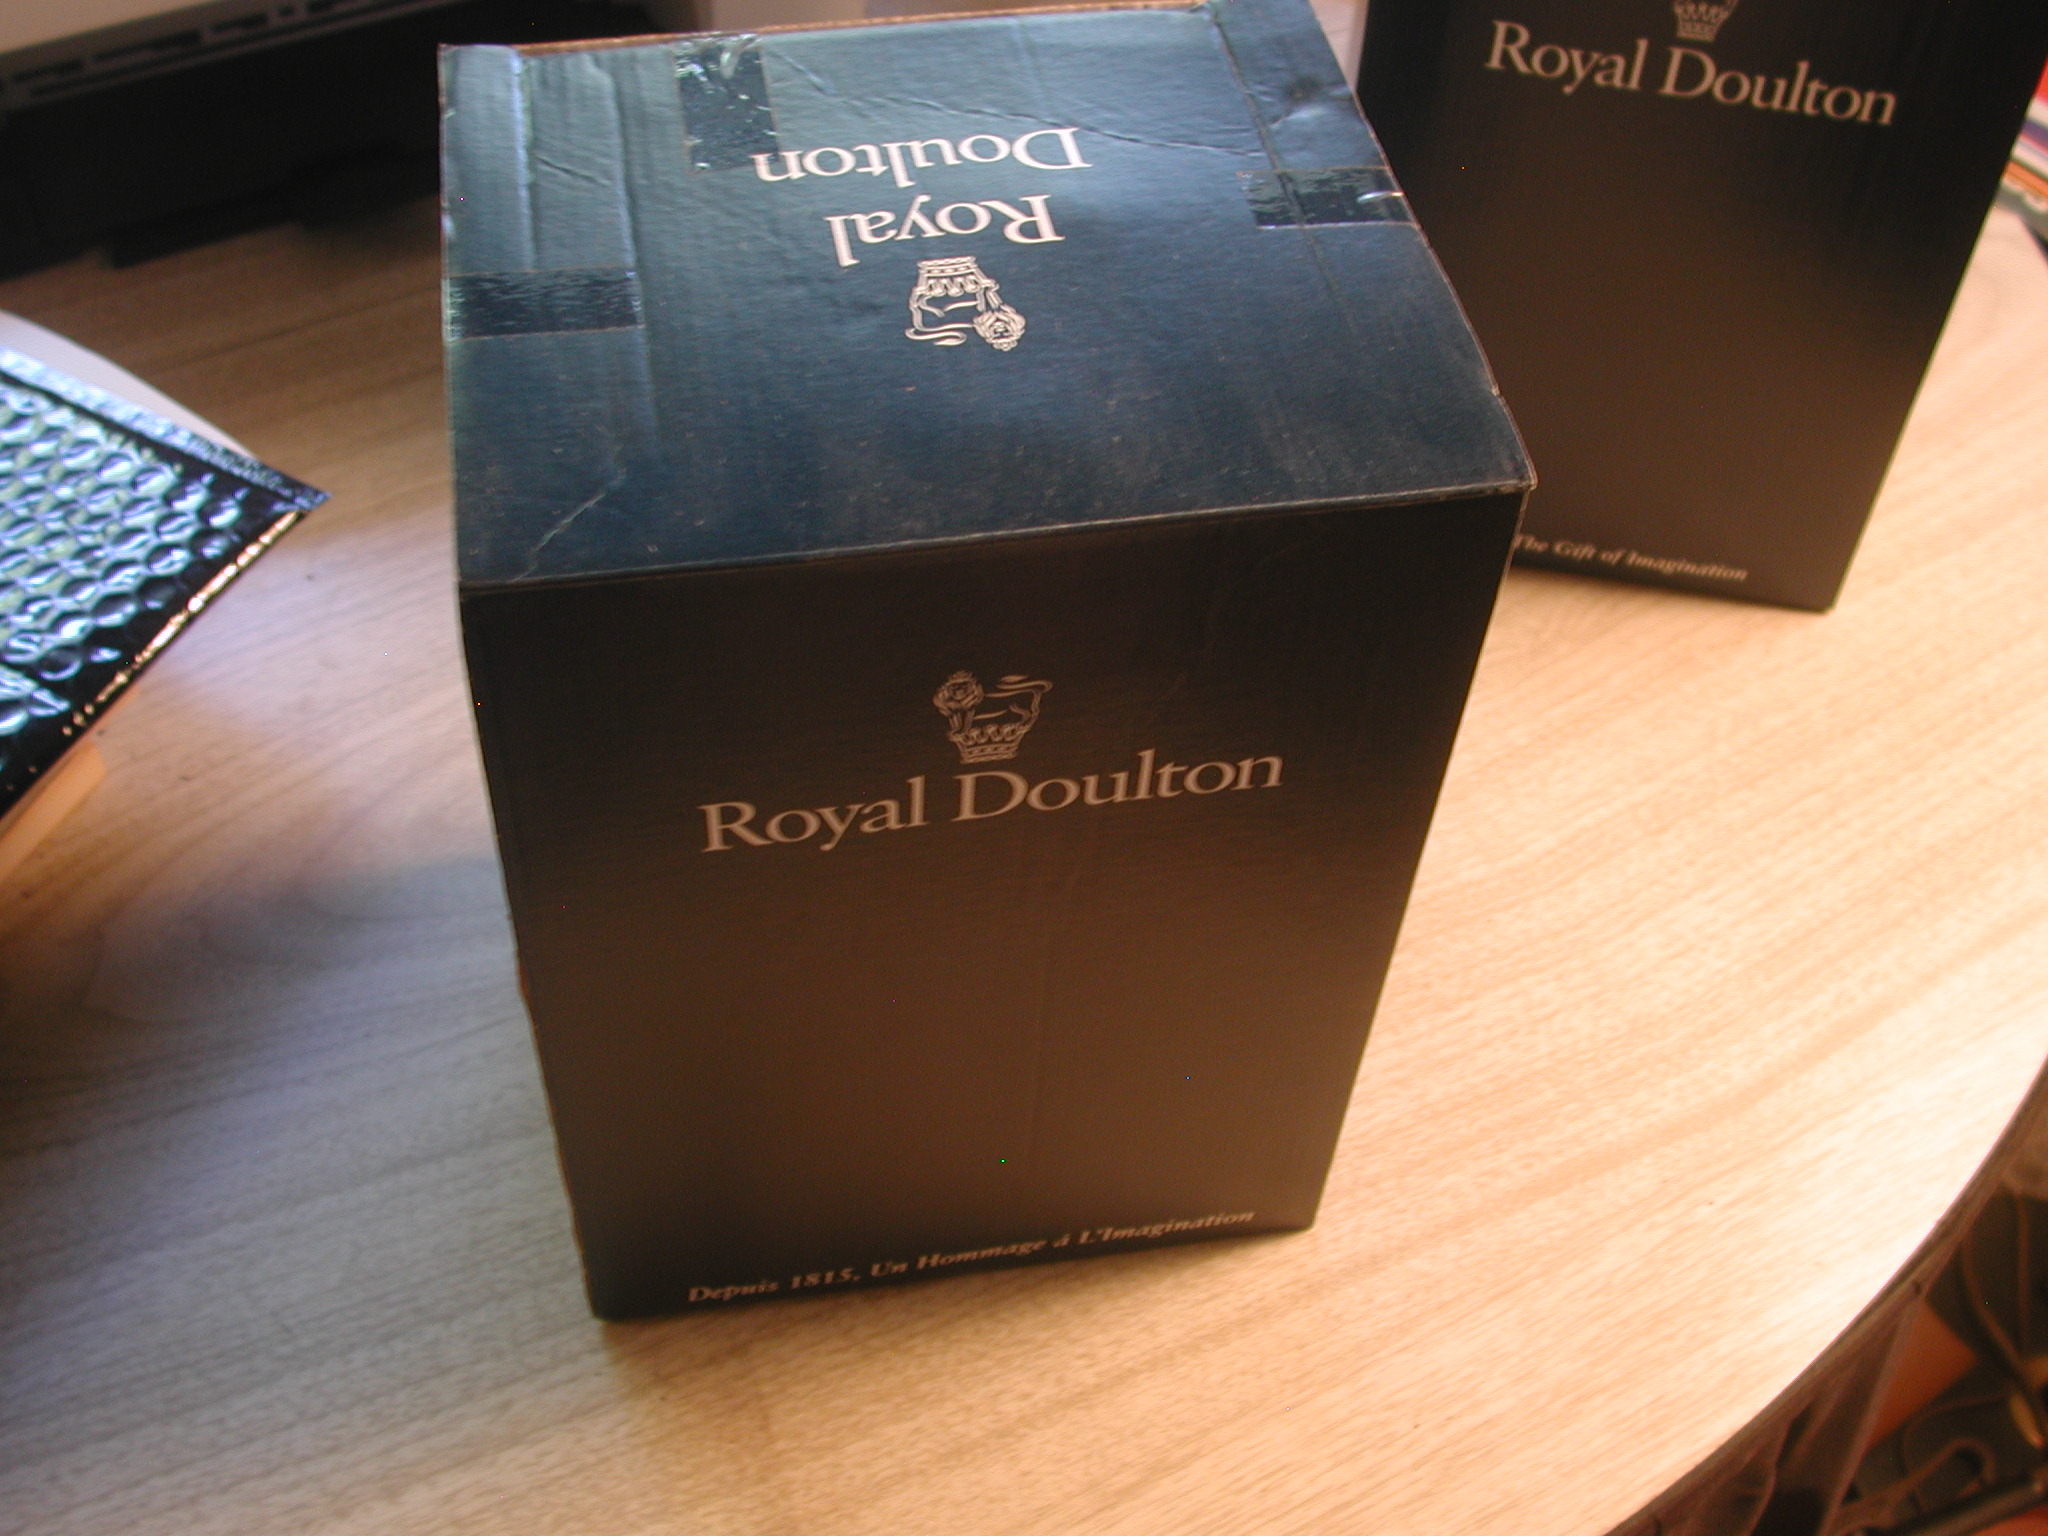 Royal
Doulton
Royal Doulton
Depuis 1815, Un Hommage á L'Imagination
Royal Doulton
The Gift of Imagination